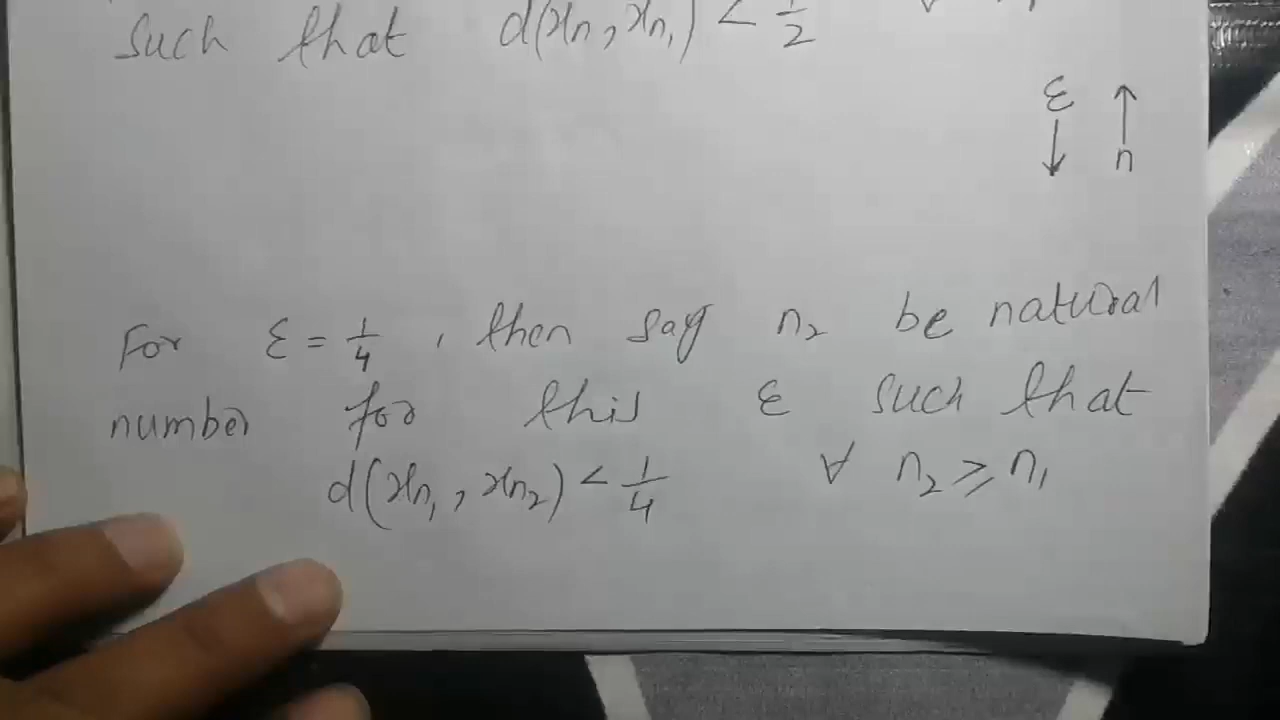 Such that d(xn, xn₁) < 1/2 ∀
ε ↓ n ↑
For ε = 1/4, then say n₂ be natural
number for this ε such that
d(xn₁, xn₂) < 1/4 ∀ n₂ ≥ n₁